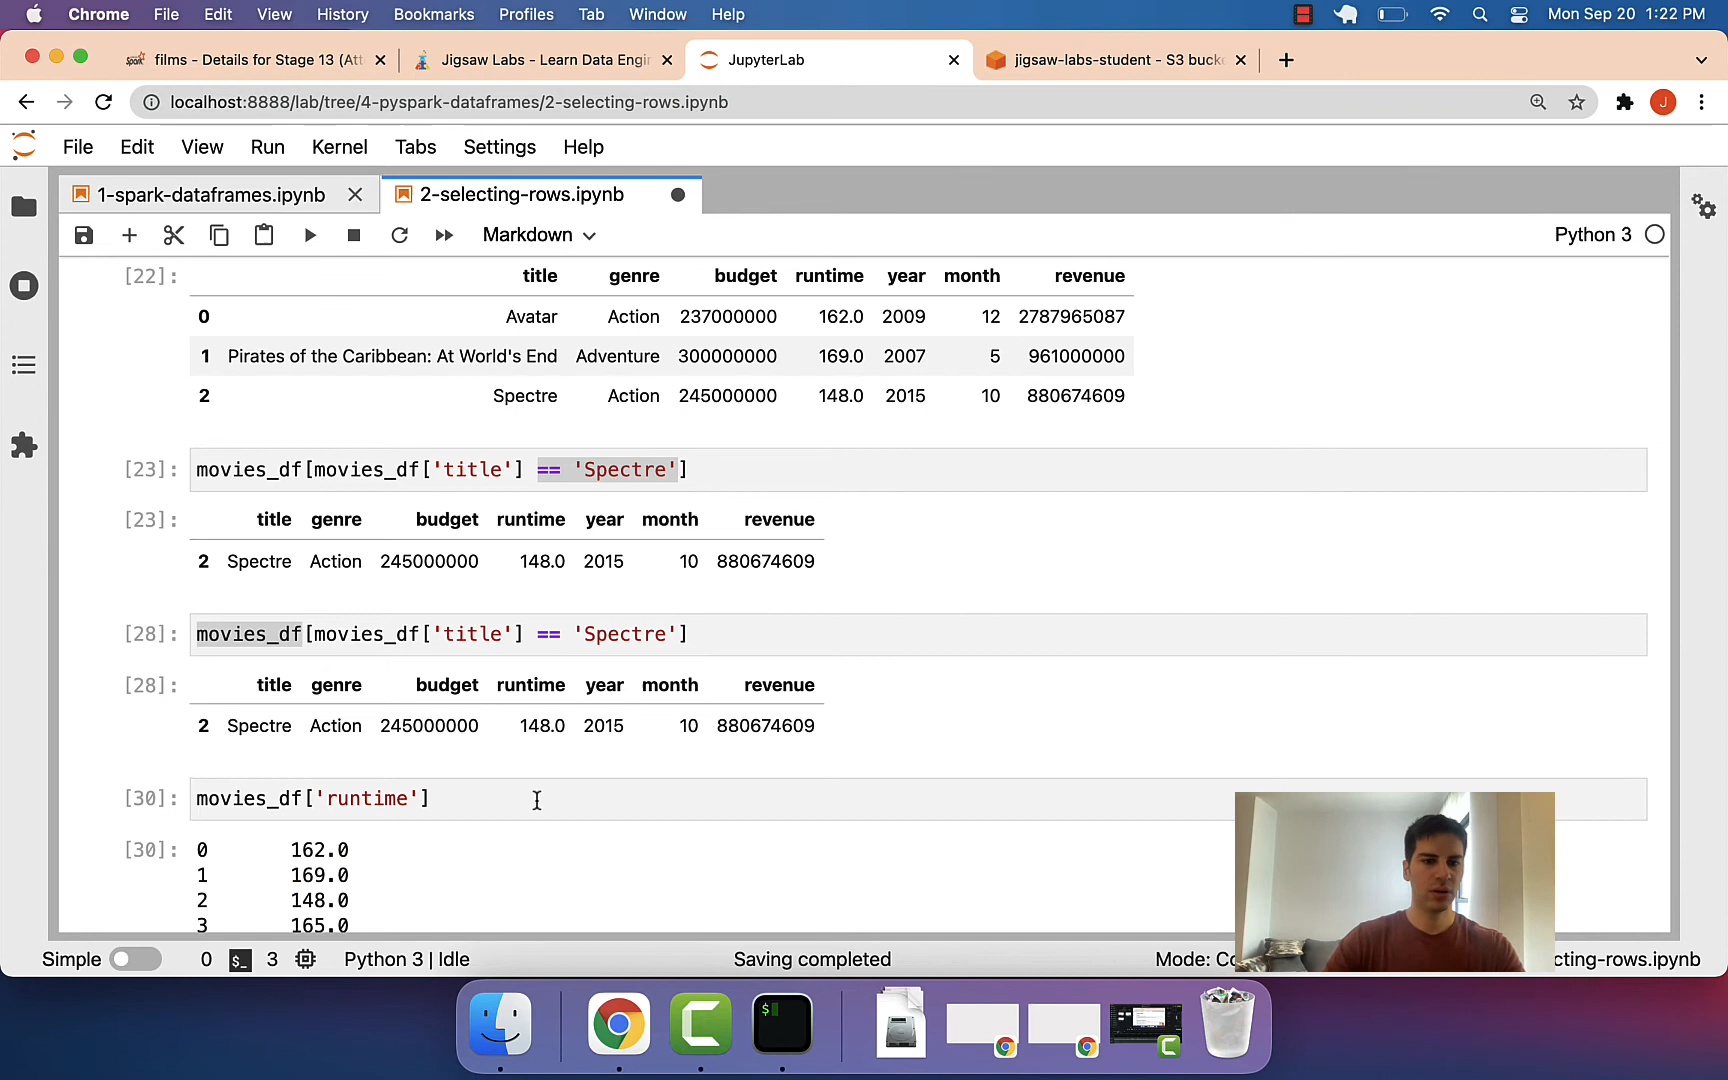 Chrome File Edit View History Bookmarks Profiles Tab Window Help Mon Sep 20 1:22 PM
films - Details for Stage 13 (Att Jigsaw Labs - Learn Data Engin JupyterLab jigsaw-labs-student - S3 bucke
localhost:8888/lab/tree/4-pyspark-dataframes/2-selecting-rows.ipynb J
File Edit View Run Kernel Tabs Settings Help
1-spark-dataframes.ipynb 2-selecting-rows.ipynb
Markdown Python 3
[22]: title genre budget runtime year month revenue
0 Avatar Action 237000000 162.0 2009 12 2787965087
1 Pirates of the Caribbean: At World's End Adventure 300000000 169.0 2007 5 961000000
2 Spectre Action 245000000 148.0 2015 10 880674609
[23]: movies_df[movies_df['title'] == 'Spectre']
[23]: title genre budget runtime year month revenue
2 Spectre Action 245000000 148.0 2015 10 880674609
[28]: movies_df[movies_df['title'] == 'Spectre']
[28]: title genre budget runtime year month revenue
2 Spectre Action 245000000 148.0 2015 10 880674609
[30]: movies_df['runtime']
[30]: 0 162.0
1 169.0
2 148.0
3 165.0
Simple 0 $_ 3 Python 3 | Idle Saving completed Mode: Co cting-rows.ipynb
$